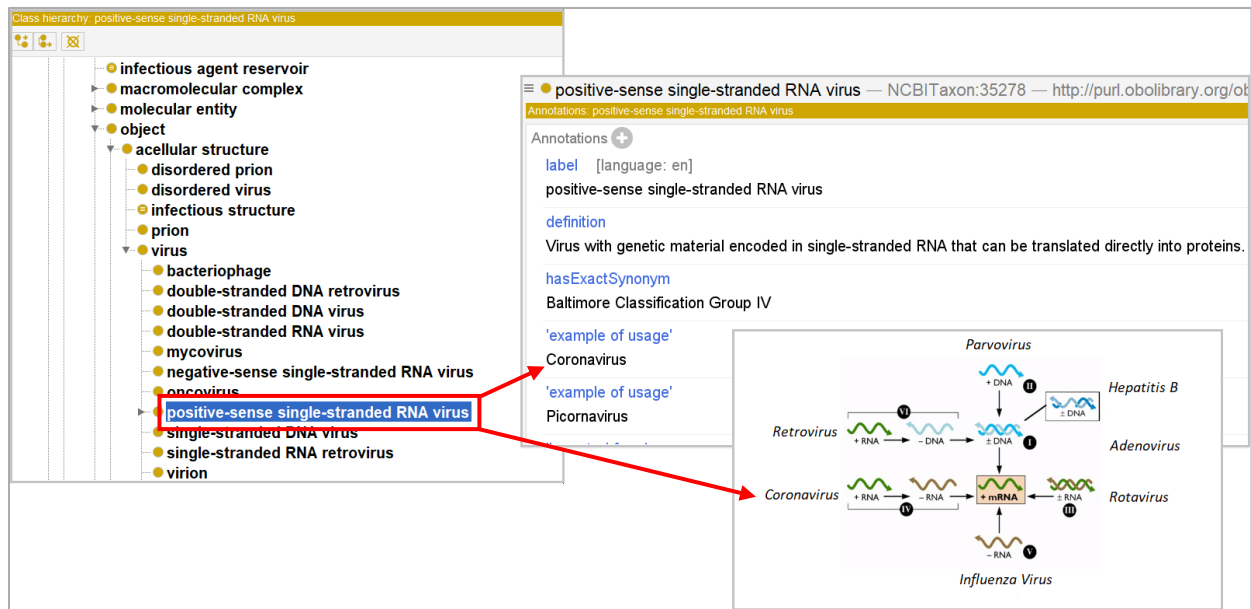 Class hierarchy: positive-sense single-stranded RNA virus
infectious agent reservoir
macromolecular complex
molecular entity
object
acellular structure
disordered prion
disordered virus
infectious structure
prion
virus
bacteriophage
double-stranded DNA retrovirus
double-stranded DNA virus
double-stranded RNA virus
mycovirus
negative-sense single-stranded RNA virus
oncovirus
positive-sense single-stranded RNA virus
single-stranded DNA virus
single-stranded RNA retrovirus
virion
positive-sense single-stranded RNA virus — NCBITaxon:35278 — http://purl.obolibrary.org/ob
Annotations: positive-sense single-stranded RNA virus
Annotations
label [language: en]
positive-sense single-stranded RNA virus
definition
Virus with genetic material encoded in single-stranded RNA that can be translated directly into proteins.
hasExactSynonym
Baltimore Classification Group IV
'example of usage'
Coronavirus
'example of usage'
Picornavirus
Parvovirus
+ DNA II
Hepatitis B
± DNA
Retrovirus
VI
+ RNA
– DNA
± DNA
I
Adenovirus
Coronavirus
+ RNA
– RNA
IV
+ mRNA
± RNA
III
Rotavirus
– RNA
V
Influenza Virus